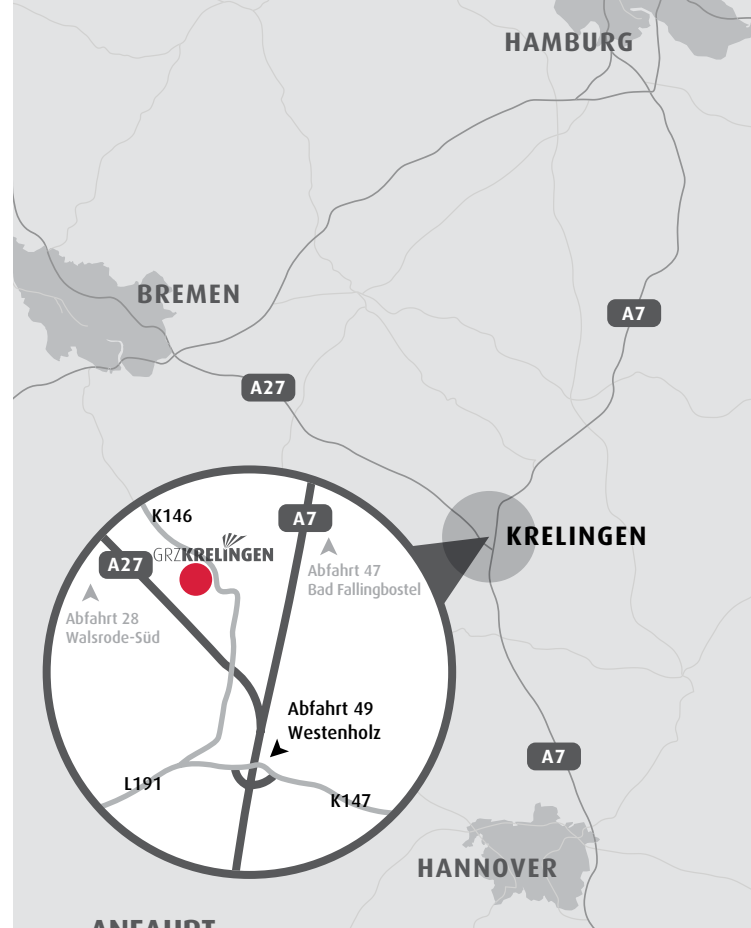 HAMBURG
BREMEN
A7
A27
K146
A7
GRZKRELINGEN
KRELINGEN
A27
Abfahrt 47
Bad Fallingbostel
Abfahrt 28
Walsrode-Süd
Abfahrt 49
Westenholz
A7
L191
K147
HANNOVER
ANFAHRT